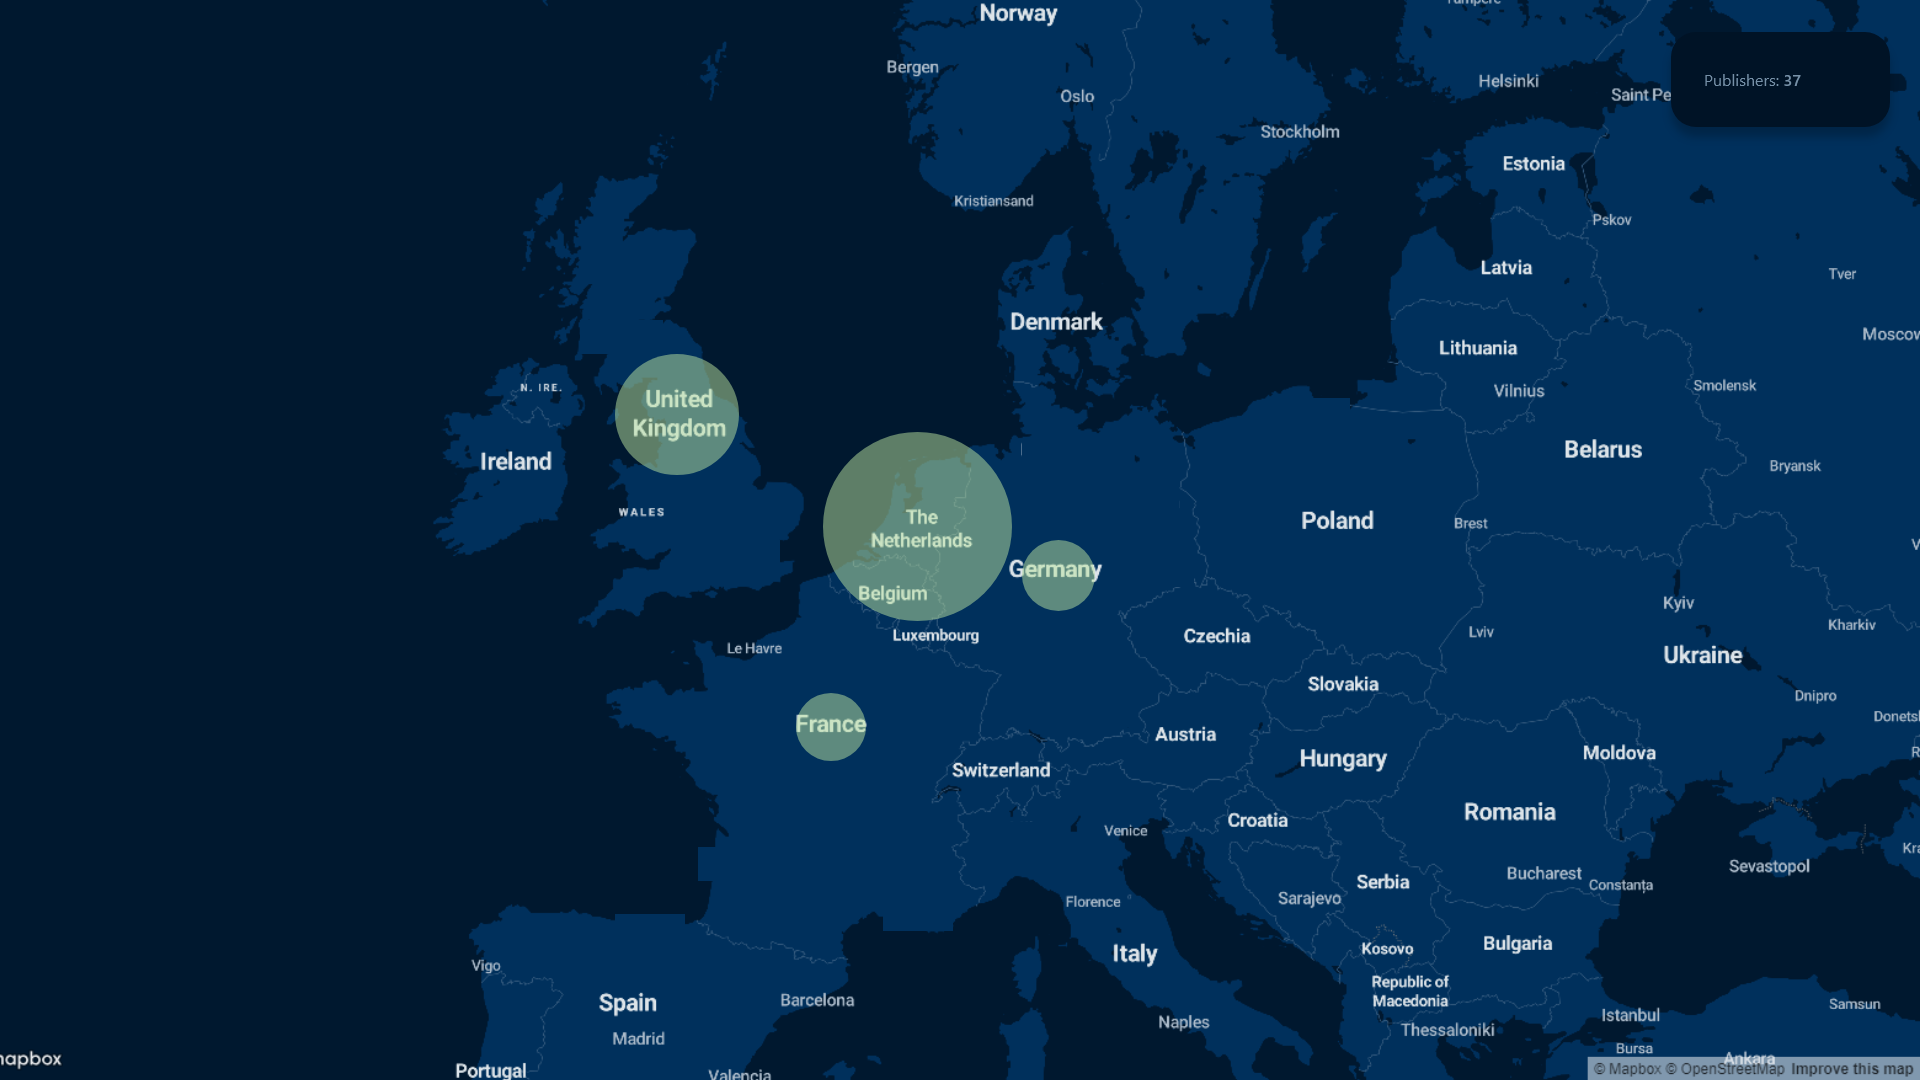 Norway
Bergen
Oslo
Helsinki
Saint Pe
Publishers: 37
Stockholm
Estonia
Kristiansand
Pskov
Latvia
Tver
Denmark
Moscow
Lithuania
N. IRE.
Vilnius
Smolensk
United
Kingdom
Belarus
Ireland
Bryansk
WALES
The
Netherlands
Poland
Brest
Germany
Belgium
Kyiv
Kharkiv
Luxembourg
Czechia
Lviv
Le Havre
Ukraine
Slovakia
Dnipro
France
Donets
Austria
Moldova
Hungary
Switzerland
Romania
Croatia
Venice
Kra
Sevastopol
Bucharest
Serbia
Constanța
Sarajevo
Florence
Italy
Kosovo
Bulgaria
Vigo
Republic of
Macedonia
Spain
Barcelona
Samsun
Istanbul
Naples
Thessaloniki
Madrid
Bursa
Ankara
mapbox
Portugal
Valencia
© Mapbox © OpenStreetMap Improve this map